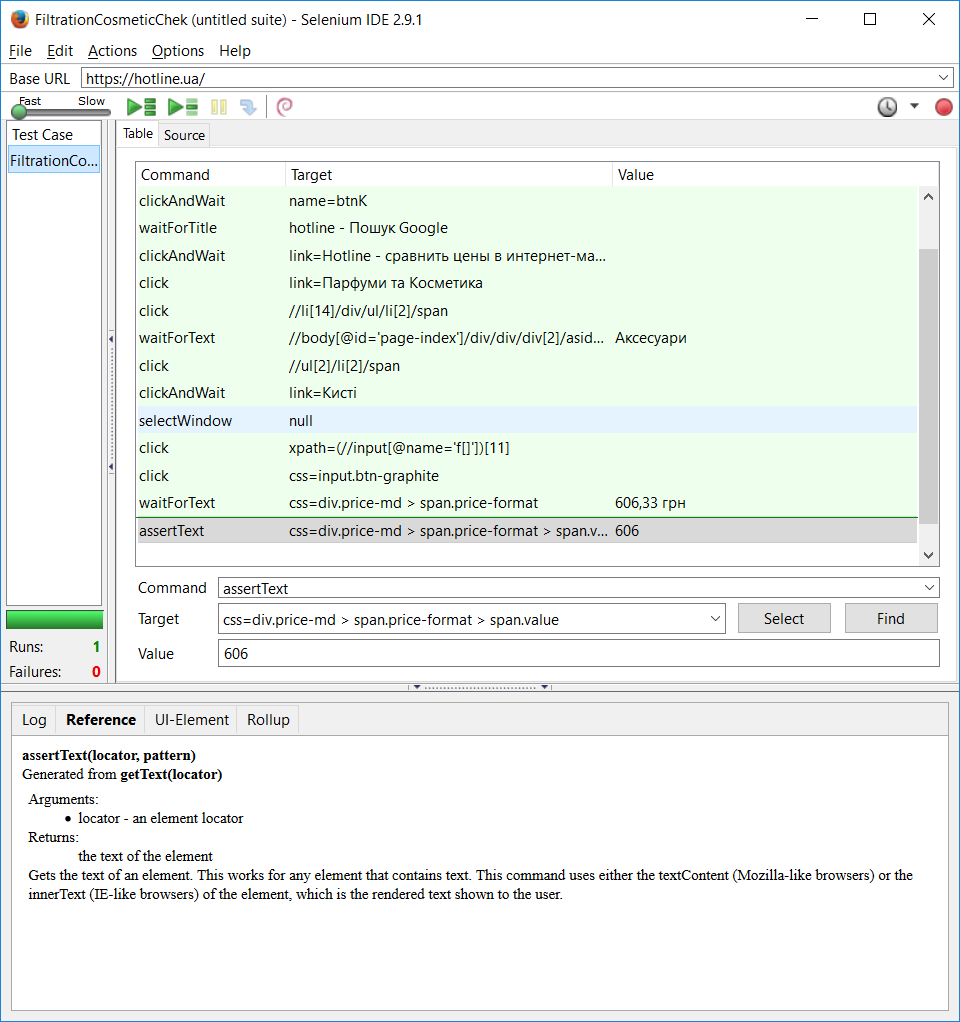 FiltrationCosmeticChek (untitled suite) - Selenium IDE 2.9.1
File Edit Actions Options Help
Base URL https://hotline.ua/
Fast Slow
Test Case
FiltrationCo...
Table Source
Command Target Value
clickAndWait name=btnK
waitForTitle hotline - Пошук Google
clickAndWait link=Hotline - сравнить цены в интернет-ма...
click link=Парфуми та Косметика
click //li[14]/div/ul/li[2]/span
waitForText //body[@id='page-index']/div/div/div[2]/asid... Аксесуари
click //ul[2]/li[2]/span
clickAndWait link=Кисті
selectWindow null
click xpath=(//input[@name='f[]'])[11]
click css=input.btn-graphite
waitForText css=div.price-md > span.price-format 606,33 грн
assertText css=div.price-md > span.price-format > span.v... 606
Command assertText
Target css=div.price-md > span.price-format > span.value Select Find
Value 606
Runs: 1
Failures: 0
Log Reference UI-Element Rollup
assertText(locator, pattern)
Generated from getText(locator)
Arguments:
• locator - an element locator
Returns:
the text of the element
Gets the text of an element. This works for any element that contains text. This command uses either the textContent (Mozilla-like browsers) or the
innerText (IE-like browsers) of the element, which is the rendered text shown to the user.